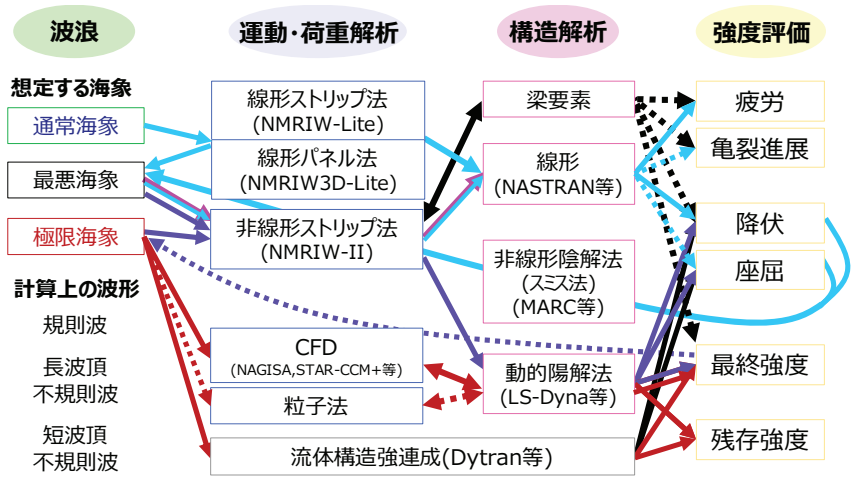 波浪
運動・荷重解析
構造解析
強度評価
想定する海象
通常海象
最悪海象
極限海象
計算上の波形
規則波
長波頂
不規則波
短波頂
不規則波
線形ストリップ法
(NMRIW-Lite)
線形パネル法
(NMRIW3D-Lite)
非線形ストリップ法
(NMRIW-II)
CFD
(NAGISA,STAR-CCM+等)
粒子法
流体構造強連成(Dytran等)
梁要素
線形
(NASTRAN等)
非線形陰解法
(スミス法)
(MARC等)
動的陽解法
(LS-Dyna等)
疲労
亀裂進展
降伏
座屈
最終強度
残存強度